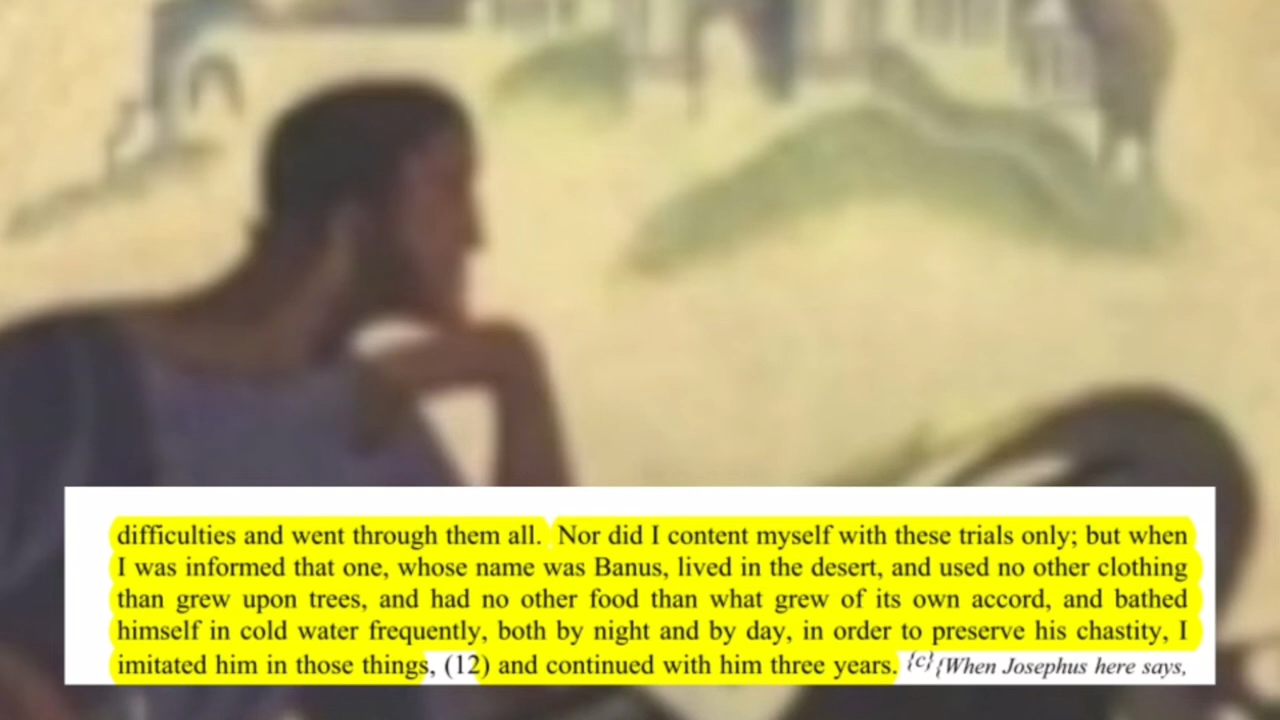 difficulties and went through them all. Nor did I content myself with these trials only; but when
I was informed that one, whose name was Banus, lived in the desert, and used no other clothing
than grew upon trees, and had no other food than what grew of its own accord, and bathed
himself in cold water frequently, both by night and by day, in order to preserve his chastity, I
imitated him in those things, (12) and continued with him three years. {c}{When Josephus here says,